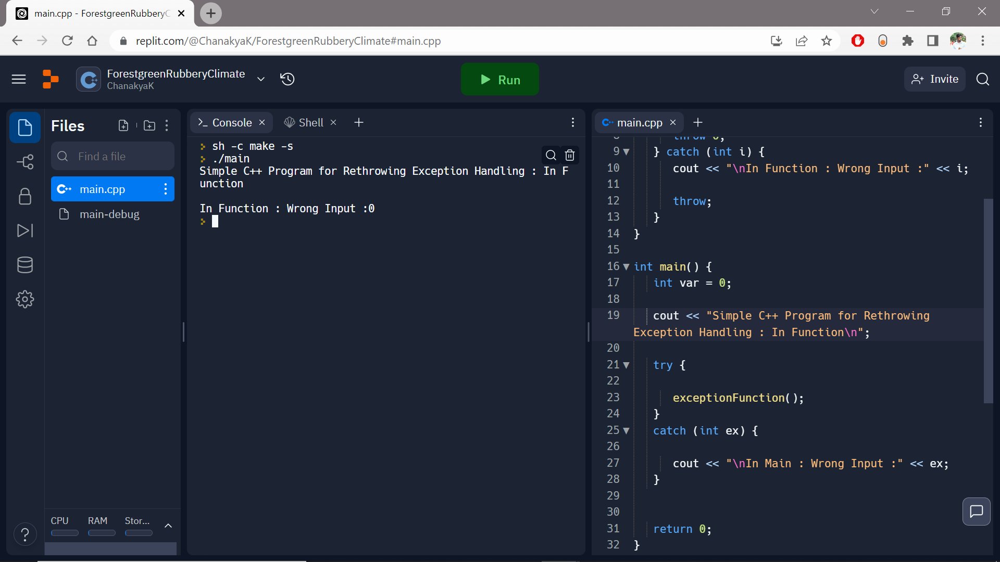 main.cpp - ForestgreenRubberyC
replit.com/@ChanakyaK/ForestgreenRubberyClimate#main.cpp
ForestgreenRubberyClimate
ChanakyaK
Run
Invite
Files
Find a file
main.cpp
main-debug
CPU RAM Stor...
Console
Shell
sh -c make -s
./main
Simple C++ Program for Rethrowing Exception Handling : In F
unction
In Function : Wrong Input :0
main.cpp
8 throw 0;
9 } catch (int i) {
10 cout << "\nIn Function : Wrong Input :" << i;
11
12 throw;
13 }
14 }
15
16 int main() {
17 int var = 0;
18
19 cout << "Simple C++ Program for Rethrowing
Exception Handling : In Function\n";
20
21 try {
22
23 exceptionFunction();
24 }
25 catch (int ex) {
26
27 cout << "\nIn Main : Wrong Input :" << ex;
28 }
29
30
31 return 0;
32 }